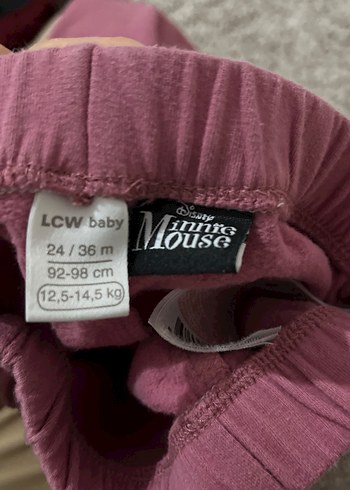 LCW baby
24 / 36 m
92-98 cm
12,5-14,5 kg
Disney
Minnie
Mouse